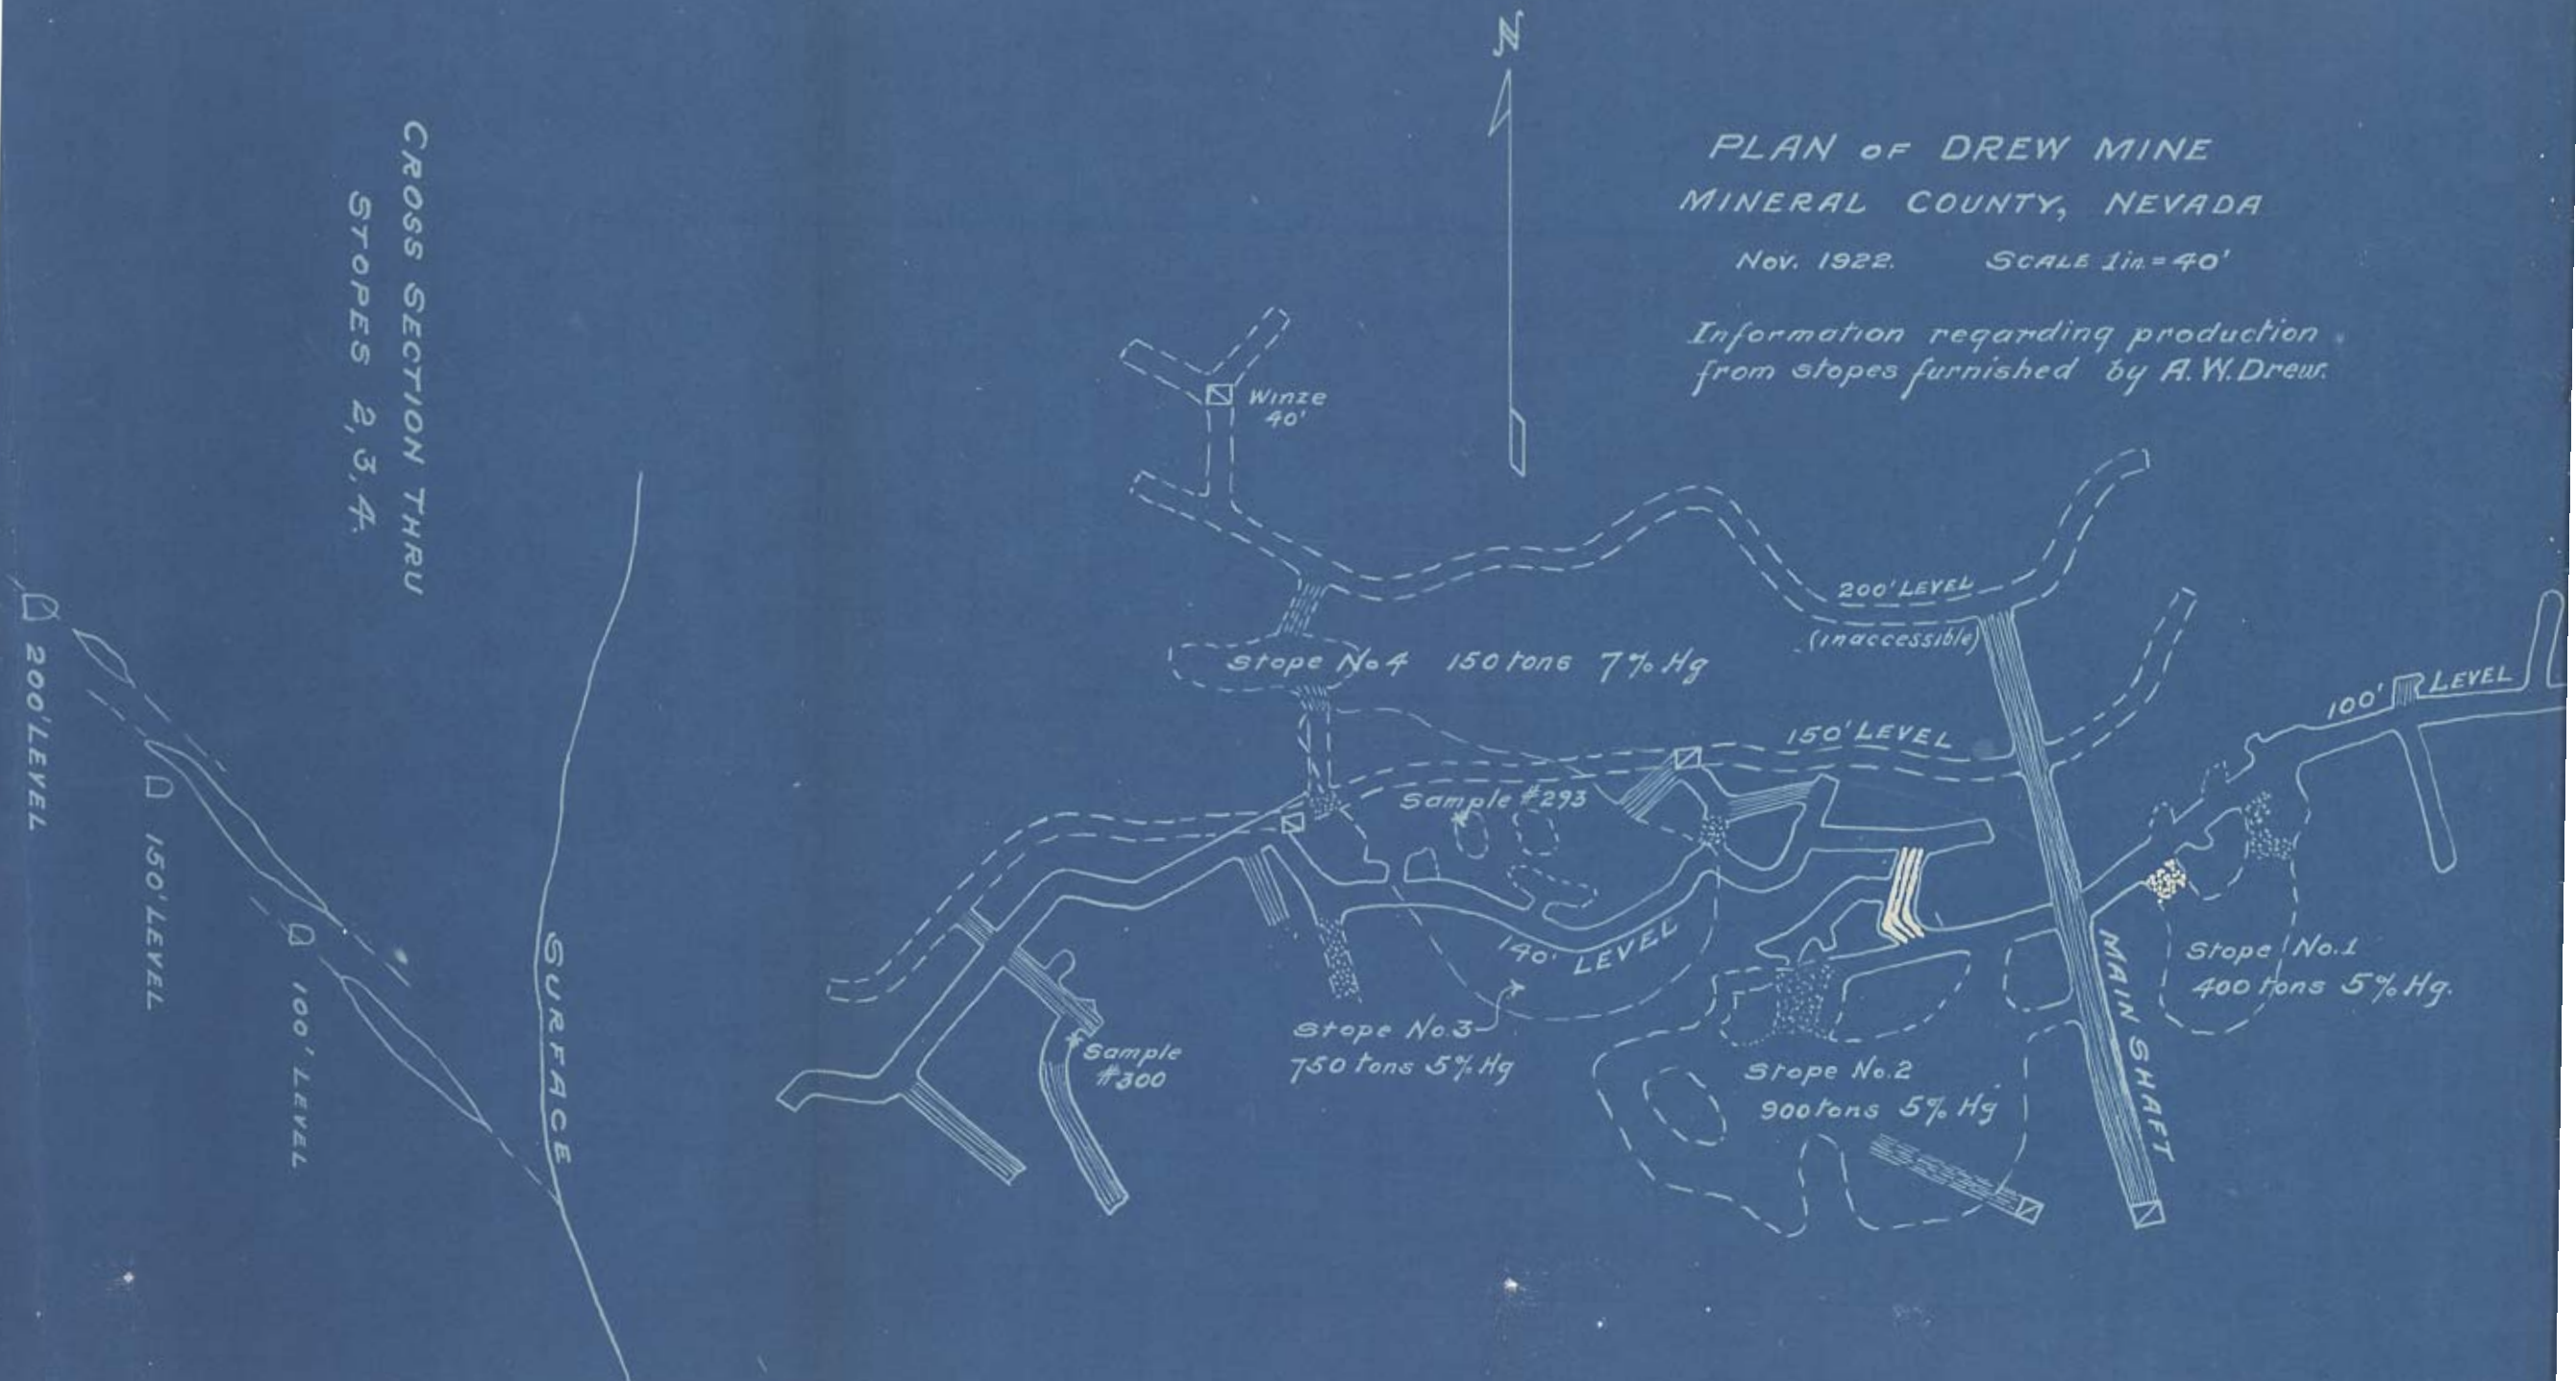 N
PLAN OF DREW MINE
MINERAL COUNTY, NEVADA
Nov. 1922. SCALE 1in.=40'
Information regarding production
from stopes furnished by A.W.Drew.
CROSS SECTION THRU
STOPES 2,3,4.
200' LEVEL
150' LEVEL
100' LEVEL
SURFACE
Winze
40'
200' LEVEL
(inaccessible)
Stope No4 150 tons 7% Hg
150' LEVEL
100' LEVEL
Sample #293
140' LEVEL
MAIN SHAFT
Stope No.1
400 tons 5% Hg.
Stope No.3
750 tons 5% Hg
Sample
#300
Stope No.2
900 tons 5% Hg